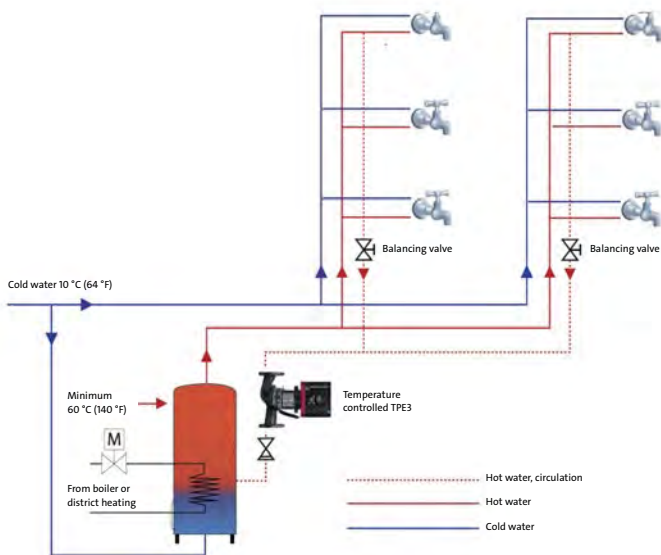 Balancing valve
Balancing valve
Cold water 10 °C (64 °F)
Minimum
60 °C (140 °F)
Temperature
controlled TPE3
M
From boiler or
district heating
Hot water, circulation
Hot water
Cold water